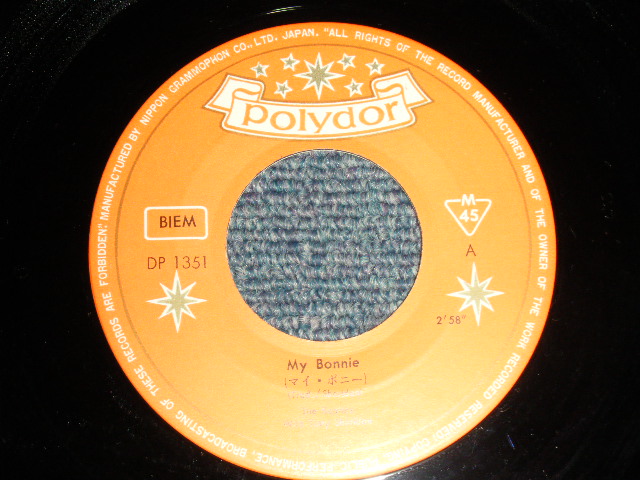 MANUFACTURED BY NIPPON GRAMMOPHON CO., LTD. JAPAN. "ALL RIGHTS OF THE RECORD MANUFACTURER AND OF THE OWNER OF THE WORK RECORDED RESERVED!
PERFORMANCE, BROADCASTING OF THESE RECORDS ARE FORBIDDEN."
polydor
BIEM
M
45
DP 1351
A
2'58"
My Bonnie
(マイ・ボニー)